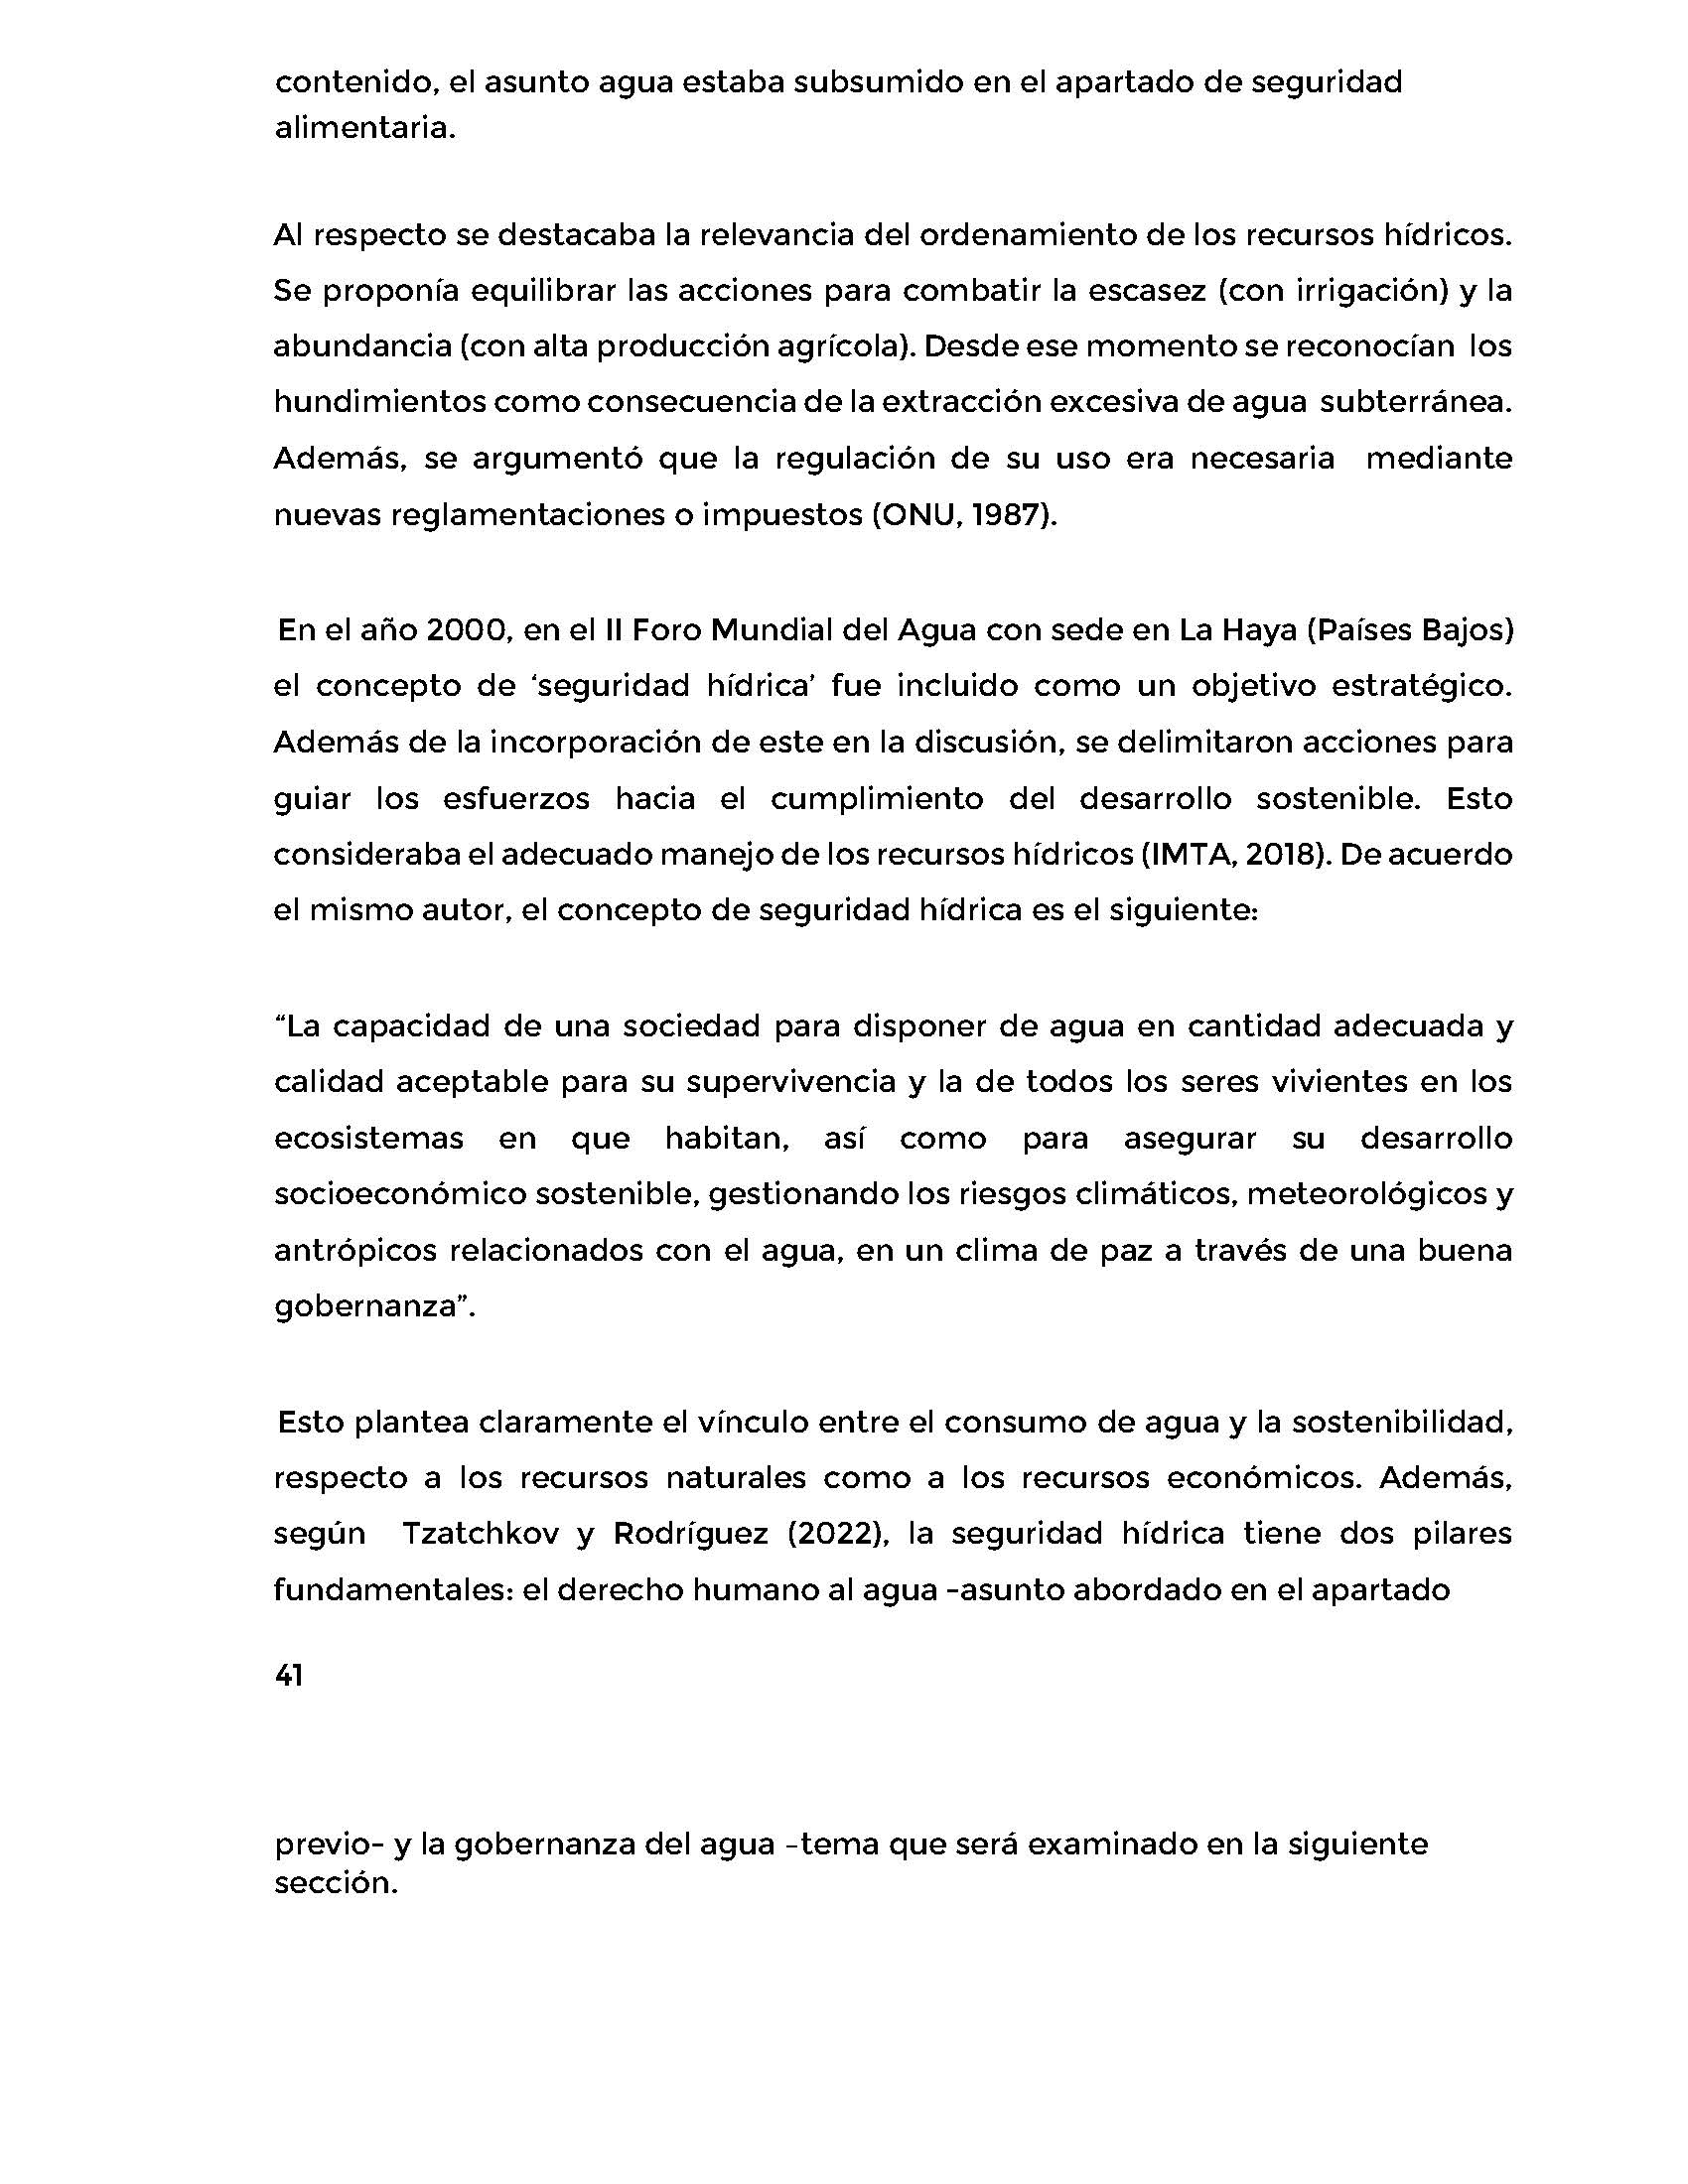 contenido, el asunto agua estaba subsumido en el apartado de seguridad
alimentaria.
Al respecto se destacaba la relevancia del ordenamiento de los recursos hídricos.
Se proponía equilibrar las acciones para combatir la escasez (con irrigación) y la
abundancia (con alta producción agrícola). Desde ese momento se reconocían los
hundimientos como consecuencia de la extracción excesiva de agua subterránea.
Además, se argumentó que la regulación de su uso era necesaria mediante
nuevas reglamentaciones o impuestos (ONU, 1987).
En el año 2000, en el II Foro Mundial del Agua con sede en La Haya (Países Bajos)
el concepto de ‘seguridad hídrica’ fue incluido como un objetivo estratégico.
Además de la incorporación de este en la discusión, se delimitaron acciones para
guiar los esfuerzos hacia el cumplimiento del desarrollo sostenible. Esto
consideraba el adecuado manejo de los recursos hídricos (IMTA, 2018). De acuerdo
el mismo autor, el concepto de seguridad hídrica es el siguiente:
“La capacidad de una sociedad para disponer de agua en cantidad adecuada y
calidad aceptable para su supervivencia y la de todos los seres vivientes en los
ecosistemas en que habitan, así como para asegurar su desarrollo
socioeconómico sostenible, gestionando los riesgos climáticos, meteorológicos y
antrópicos relacionados con el agua, en un clima de paz a través de una buena
gobernanza”.
Esto plantea claramente el vínculo entre el consumo de agua y la sostenibilidad,
respecto a los recursos naturales como a los recursos económicos. Además,
según Tzatchkov y Rodríguez (2022), la seguridad hídrica tiene dos pilares
fundamentales: el derecho humano al agua -asunto abordado en el apartado
41
previo- y la gobernanza del agua –tema que será examinado en la siguiente
sección.